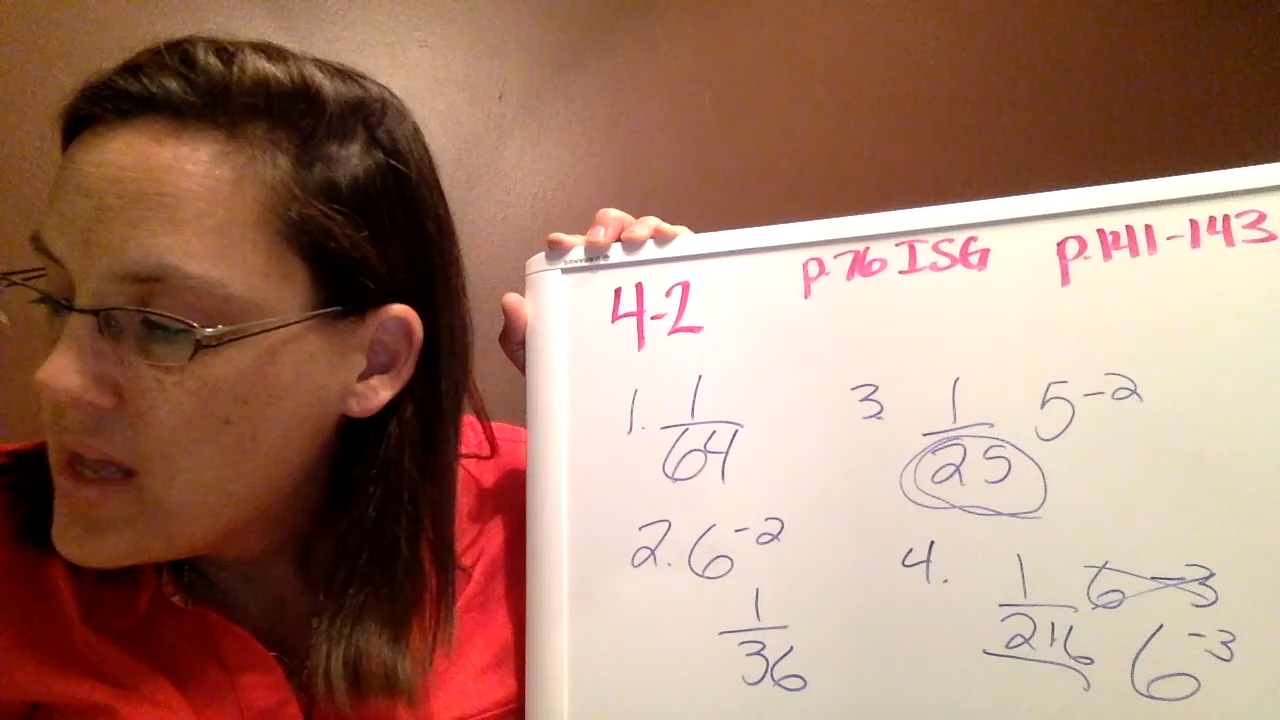 p.76 ISG p.141-143
4-2
1. 1/64
2. 6⁻²
1/36
3. 1/25 5⁻²
4. 1/216 6-3
6⁻³